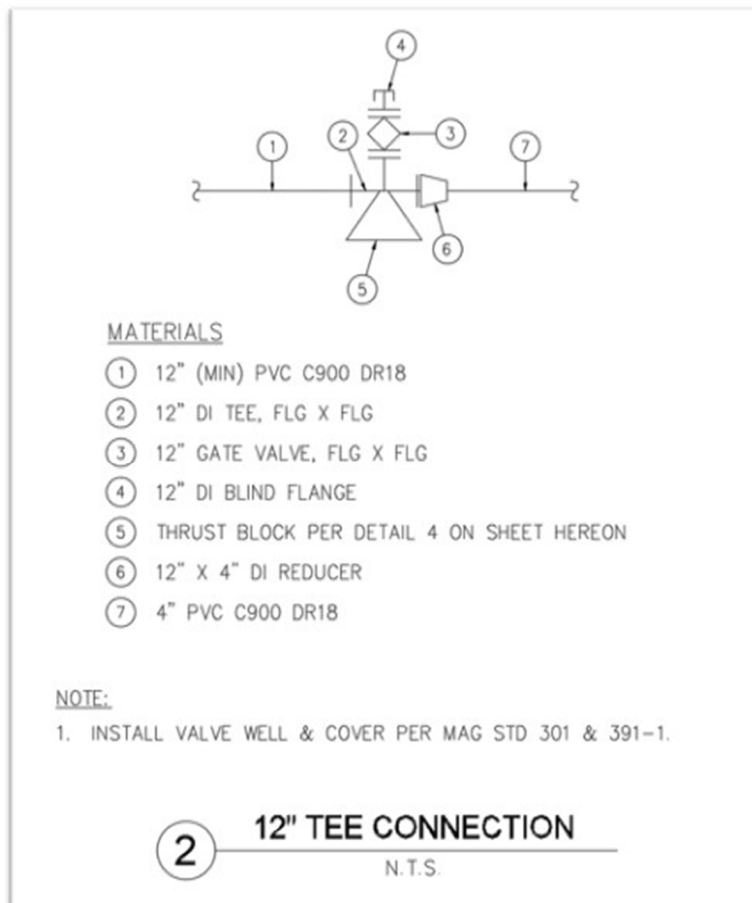 4
1
2
3
7
6
5
MATERIALS
1 12" (MIN) PVC C900 DR18
2 12" DI TEE, FLG X FLG
3 12" GATE VALVE, FLG X FLG
4 12" DI BLIND FLANGE
5 THRUST BLOCK PER DETAIL 4 ON SHEET HEREON
6 12" X 4" DI REDUCER
7 4" PVC C900 DR18
NOTE:
1. INSTALL VALVE WELL & COVER PER MAG STD 301 & 391-1.
2 12" TEE CONNECTION
N.T.S.